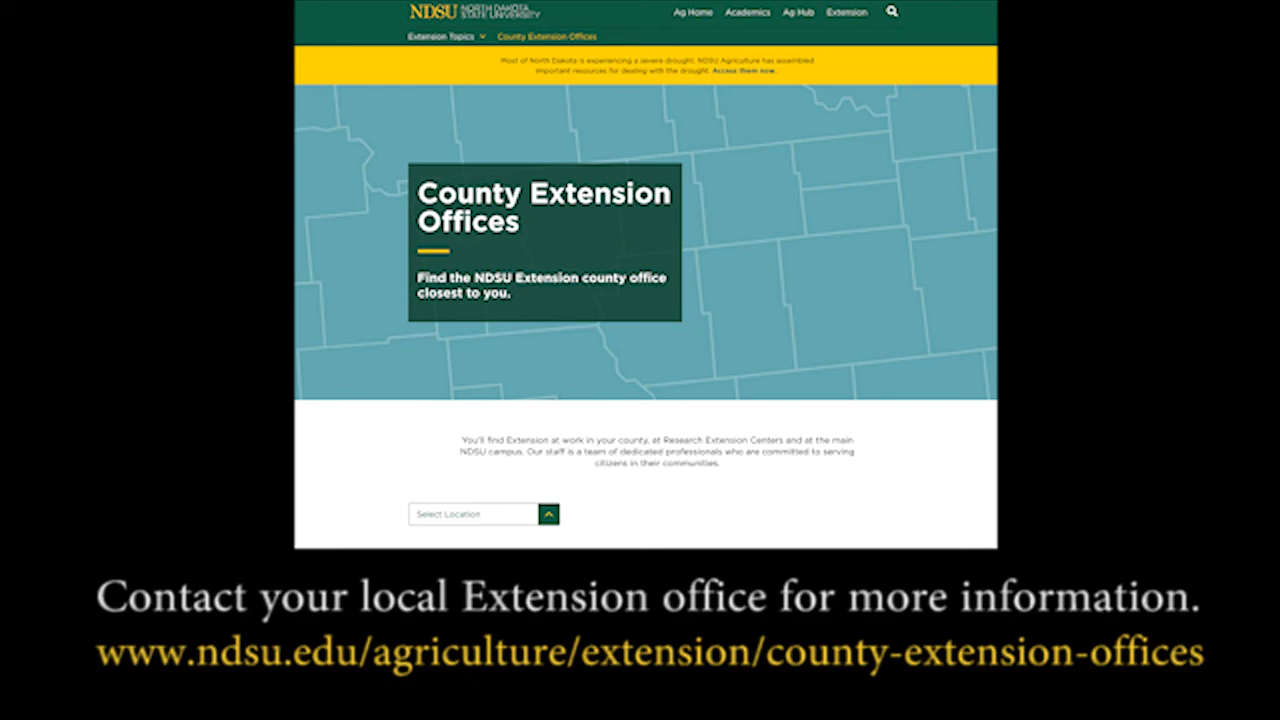 NDSU NORTH DAKOTA STATE UNIVERSITY
Ag Home Academics Ag Hub Extension
Extension Topics County Extension Offices
Most of North Dakota is experiencing a severe drought. NDSU Agriculture has assembled
important resources for dealing with the drought. Access them now.
County Extension
Offices
Find the NDSU Extension county office
closest to you.
You'll find Extension at work in your county, at Research Extension Centers and at the main
NDSU campus. Our staff is a team of dedicated professionals who are committed to serving
citizens in their communities.
Select Location
Contact your local Extension office for more information.
www.ndsu.edu/agriculture/extension/county-extension-offices